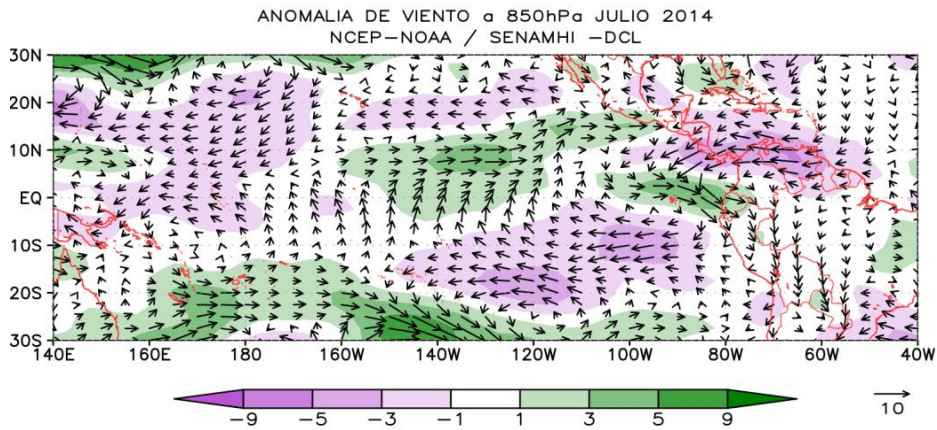 ANOMALIA DE VIENTO a 850hPa JULIO 2014
NCEP-NOAA / SENAMHI -DCL
30N
20N
10N
EQ
10S
20S
30S
140E 160E 180 160W 140W 120W 100W 80W 60W 40W
-9 -5 -3 -1 1 3 5 9
10